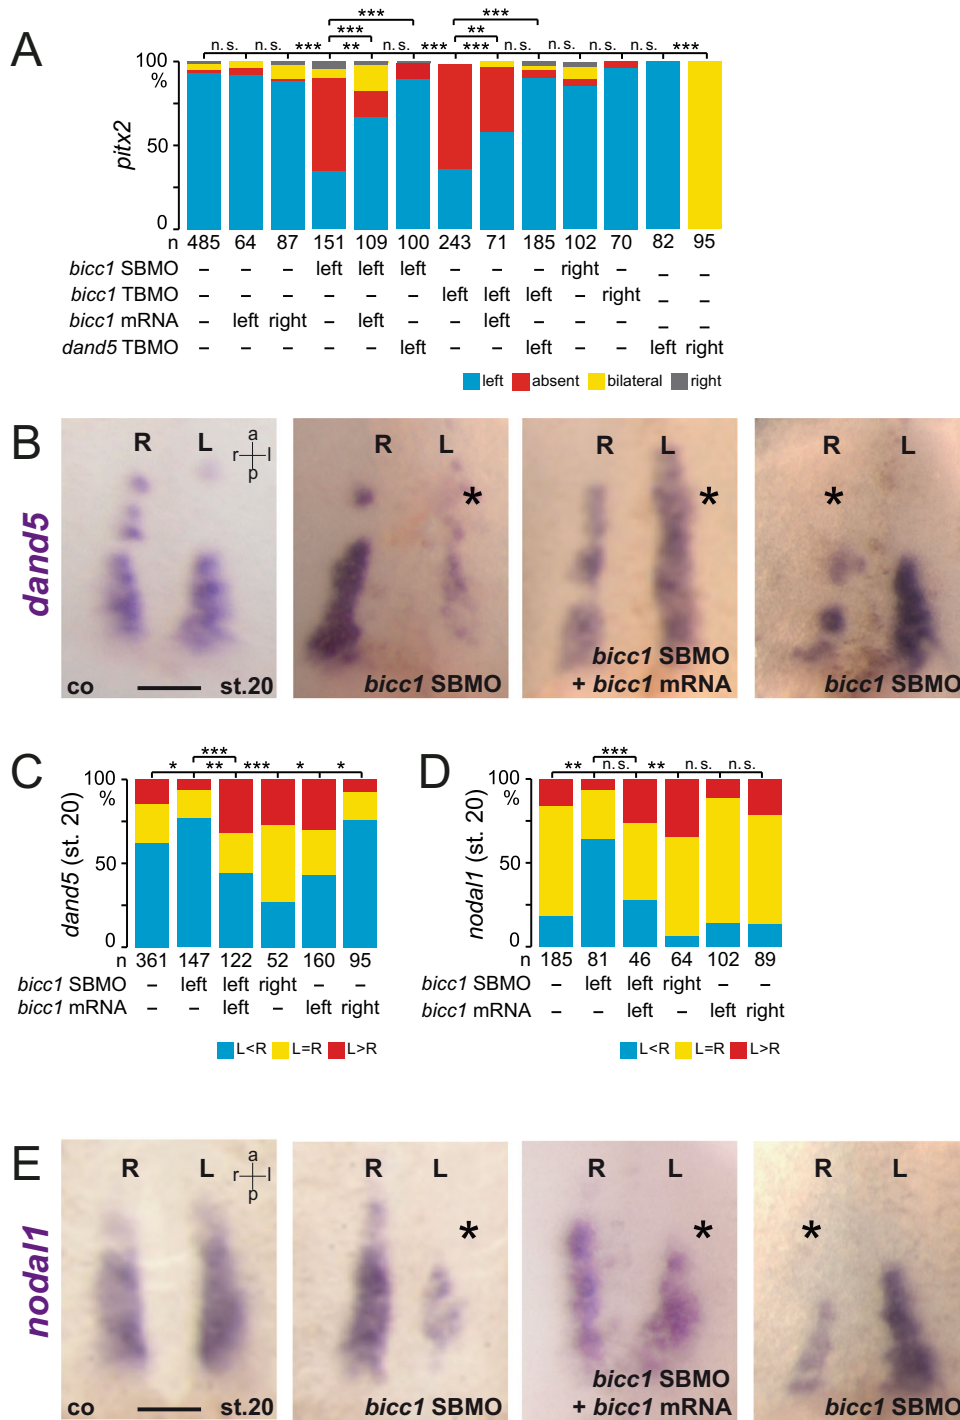 A
*** ***
*** **
n.s. n.s. *** ** n.s. *** *** n.s. n.s. n.s. n.s. ***
100
%
50
0
pitx2
n 485 64 87 151 109 100 243 71 185 102 70 82 95
bicc1 SBMO – – – left left left – – – right – – –
bicc1 TBMO – – – – – – left left left – right – –
bicc1 mRNA – left right – left – – left – – – – –
dand5 TBMO – – – – – left – – left – – left right
left absent bilateral right
B
dand5
R L
a
r l
p
co st.20
R L
*
bicc1 SBMO
R L
*
bicc1 SBMO
+ bicc1 mRNA
R L
*
bicc1 SBMO
C
***
* ** *** * *
100
%
50
0
dand5 (st. 20)
n 361 147 122 52 160 95
bicc1 SBMO – left left right – –
bicc1 mRNA – – left – left right
L<R L=R L>R
D
***
** n.s. ** n.s. n.s.
100
%
50
0
nodal1 (st. 20)
n 185 81 46 64 102 89
bicc1 SBMO – left left right – –
bicc1 mRNA – – left – left right
L<R L=R L>R
E
nodal1
R L
a
r l
p
co st.20
R L
*
bicc1 SBMO
R L
*
bicc1 SBMO
+ bicc1 mRNA
R L
*
bicc1 SBMO